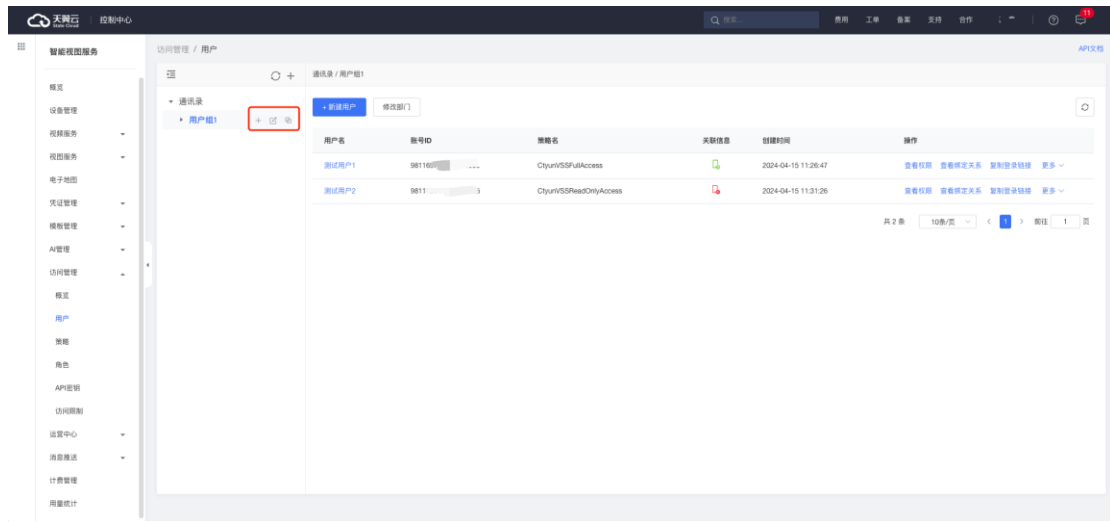 天翼云 控制中心 搜索... 费用 工单 备案 支持 合作 11
智能视图服务 访问管理 / 用户 API文档
通讯录 / 用户组1
概览
设备管理
视频服务
视图服务
电子地图
凭证管理
模板管理
AI管理
访问管理
概览
用户
策略
角色
API密钥
访问限制
运营中心
消息推送
计费管理
用量统计
通讯录
用户组1
+ 新建用户 修改部门
用户名 账号ID 策略名 关联信息 创建时间 操作
测试用户1 98116 CtyunVSSFullAccess 2024-04-15 11:26:47 查看权限 查看绑定关系 复制登录链接 更多
测试用户2 9811 CtyunVSSReadOnlyAccess 2024-04-15 11:31:26 查看权限 查看绑定关系 复制登录链接 更多
共 2 条 10条/页 < 1 > 前往 1 页